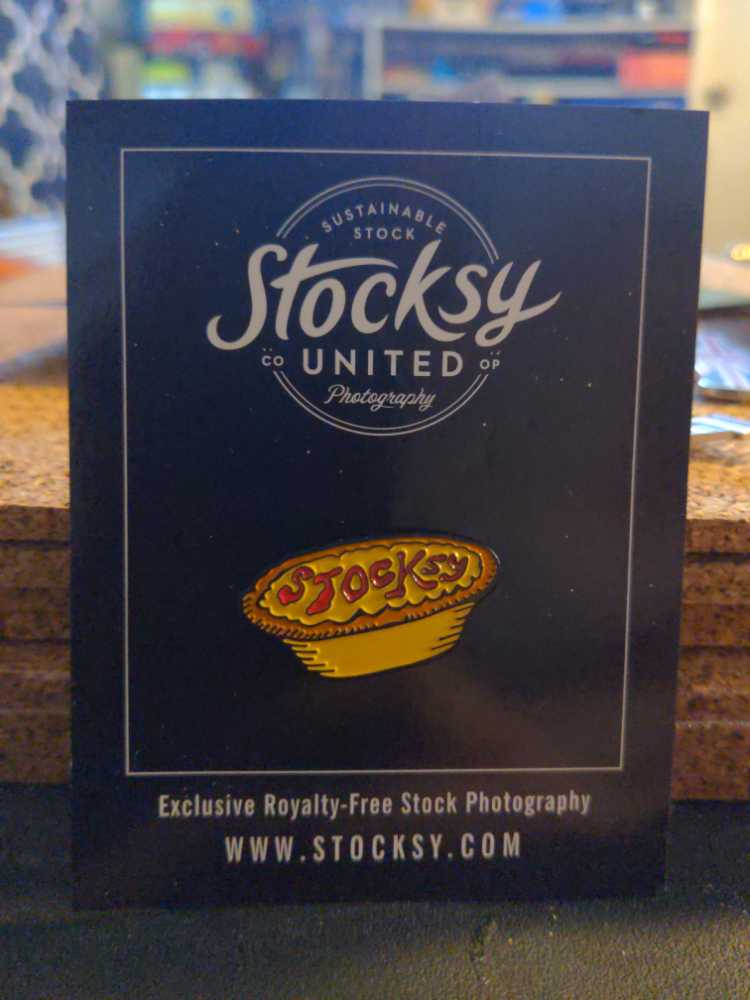 SUSTAINABLE
STOCK
Stocksy
CO UNITED OP
Photography
STOCKSY
Exclusive Royalty-Free Stock Photography
WWW.STOCKSY.COM